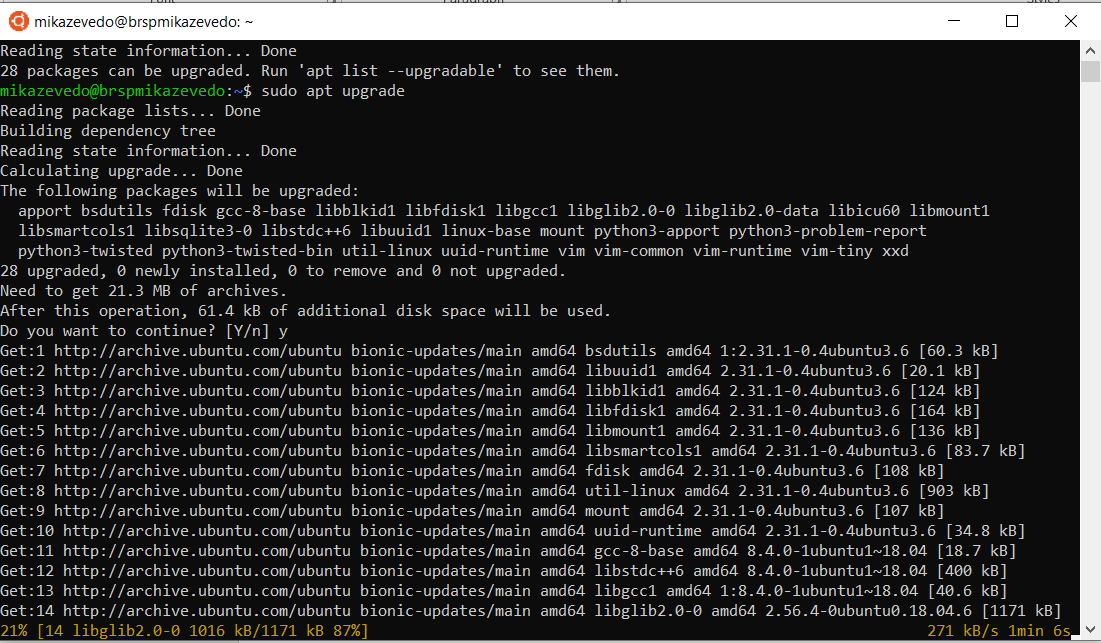 mikazevedo@brspmikazevedo: ~
Reading state information... Done
28 packages can be upgraded. Run 'apt list --upgradable' to see them.
mikazevedo@brspmikazevedo:~$ sudo apt upgrade
Reading package lists... Done
Building dependency tree
Reading state information... Done
Calculating upgrade... Done
The following packages will be upgraded:
  apport bsdutils fdisk gcc-8-base libblkid1 libfdisk1 libgcc1 libglib2.0-0 libglib2.0-data libicu60 libmount1
  libsmartcols1 libsqlite3-0 libstdc++6 libuuid1 linux-base mount python3-apport python3-problem-report
  python3-twisted python3-twisted-bin util-linux uuid-runtime vim vim-common vim-runtime vim-tiny xxd
28 upgraded, 0 newly installed, 0 to remove and 0 not upgraded.
Need to get 21.3 MB of archives.
After this operation, 61.4 kB of additional disk space will be used.
Do you want to continue? [Y/n] y
Get:1 http://archive.ubuntu.com/ubuntu bionic-updates/main amd64 bsdutils amd64 1:2.31.1-0.4ubuntu3.6 [60.3 kB]
Get:2 http://archive.ubuntu.com/ubuntu bionic-updates/main amd64 libuuid1 amd64 2.31.1-0.4ubuntu3.6 [20.1 kB]
Get:3 http://archive.ubuntu.com/ubuntu bionic-updates/main amd64 libblkid1 amd64 2.31.1-0.4ubuntu3.6 [124 kB]
Get:4 http://archive.ubuntu.com/ubuntu bionic-updates/main amd64 libfdisk1 amd64 2.31.1-0.4ubuntu3.6 [164 kB]
Get:5 http://archive.ubuntu.com/ubuntu bionic-updates/main amd64 libmount1 amd64 2.31.1-0.4ubuntu3.6 [136 kB]
Get:6 http://archive.ubuntu.com/ubuntu bionic-updates/main amd64 libsmartcols1 amd64 2.31.1-0.4ubuntu3.6 [83.7 kB]
Get:7 http://archive.ubuntu.com/ubuntu bionic-updates/main amd64 fdisk amd64 2.31.1-0.4ubuntu3.6 [108 kB]
Get:8 http://archive.ubuntu.com/ubuntu bionic-updates/main amd64 util-linux amd64 2.31.1-0.4ubuntu3.6 [903 kB]
Get:9 http://archive.ubuntu.com/ubuntu bionic-updates/main amd64 mount amd64 2.31.1-0.4ubuntu3.6 [107 kB]
Get:10 http://archive.ubuntu.com/ubuntu bionic-updates/main amd64 uuid-runtime amd64 2.31.1-0.4ubuntu3.6 [34.8 kB]
Get:11 http://archive.ubuntu.com/ubuntu bionic-updates/main amd64 gcc-8-base amd64 8.4.0-1ubuntu1~18.04 [18.7 kB]
Get:12 http://archive.ubuntu.com/ubuntu bionic-updates/main amd64 libstdc++6 amd64 8.4.0-1ubuntu1~18.04 [400 kB]
Get:13 http://archive.ubuntu.com/ubuntu bionic-updates/main amd64 libgcc1 amd64 1:8.4.0-1ubuntu1~18.04 [40.6 kB]
Get:14 http://archive.ubuntu.com/ubuntu bionic-updates/main amd64 libglib2.0-0 amd64 2.56.4-0ubuntu0.18.04.6 [1171 kB]
21% [14 libglib2.0-0 1016 kB/1171 kB 87%] 271 kB/s 1min 6s